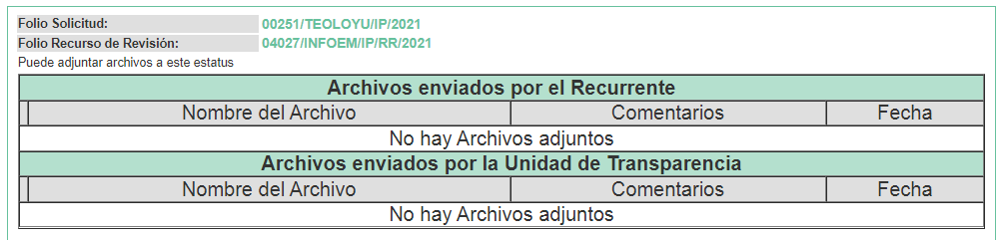 Folio Solicitud: 00251/TEOLOYU/IP/2021
Folio Recurso de Revisión: 04027/INFOEM/IP/RR/2021
Puede adjuntar archivos a este estatus
Archivos enviados por el Recurrente
Nombre del Archivo Comentarios Fecha
No hay Archivos adjuntos
Archivos enviados por la Unidad de Transparencia
Nombre del Archivo Comentarios Fecha
No hay Archivos adjuntos